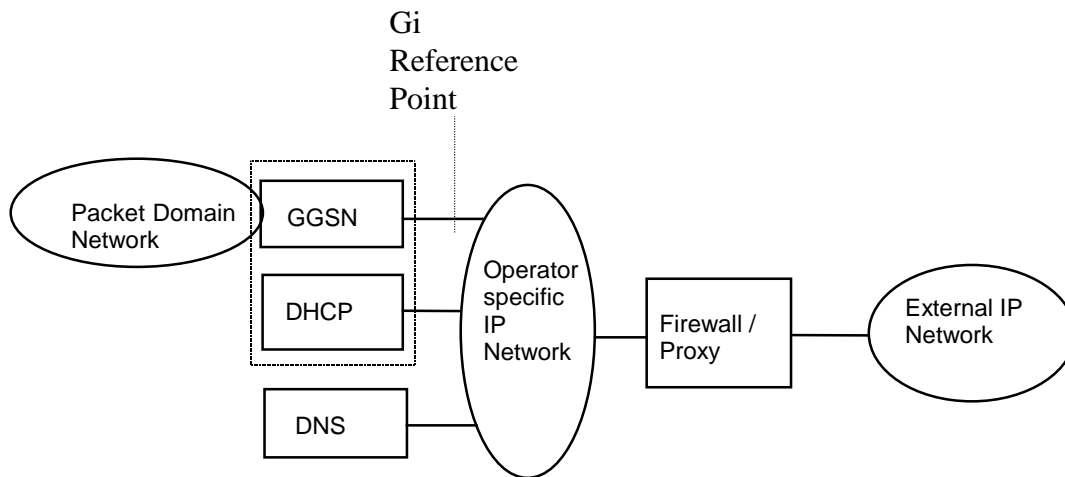 Gi
Reference
Point
Packet Domain
Network
GGSN
DHCP
DNS
Operator
specific
IP
Network
Firewall /
Proxy
External IP
Network